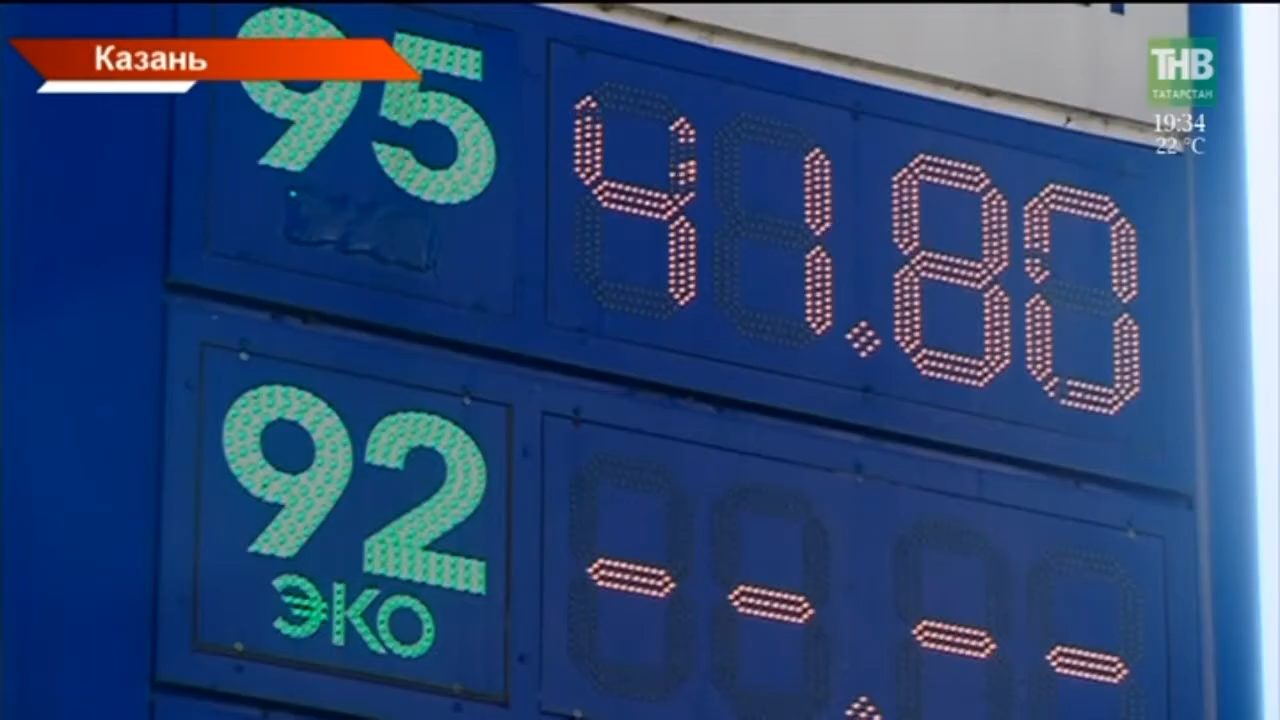 Казань
ТНВ
ТАТАРСТАН
19:34
22 °C
95
41.80
92
ЭКО
--.--